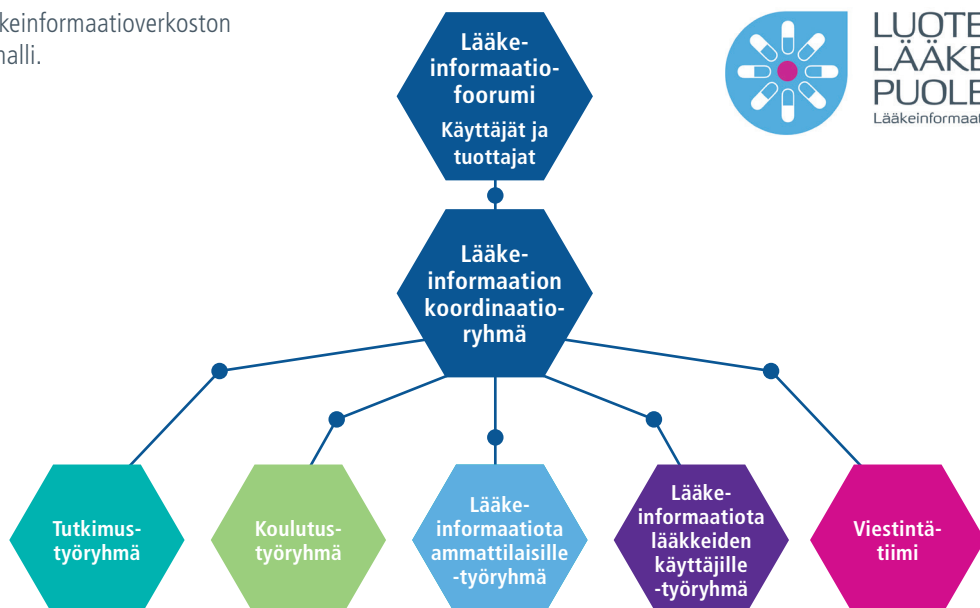 keinformaatioverkoston
malli.
LUOTE
LÄÄKE
PUOLE
Lääkeinformaat
Lääke-
informaatio-
foorumi
Käyttäjät ja
tuottajat
Lääke-
informaation
koordinaatio-
ryhmä
Tutkimus-
työryhmä
Koulutus-
työryhmä
Lääke-
informaatiota
ammattilaisille
-työryhmä
Lääke-
informaatiota
lääkkeiden
käyttäjille
-työryhmä
Viestintä-
tiimi